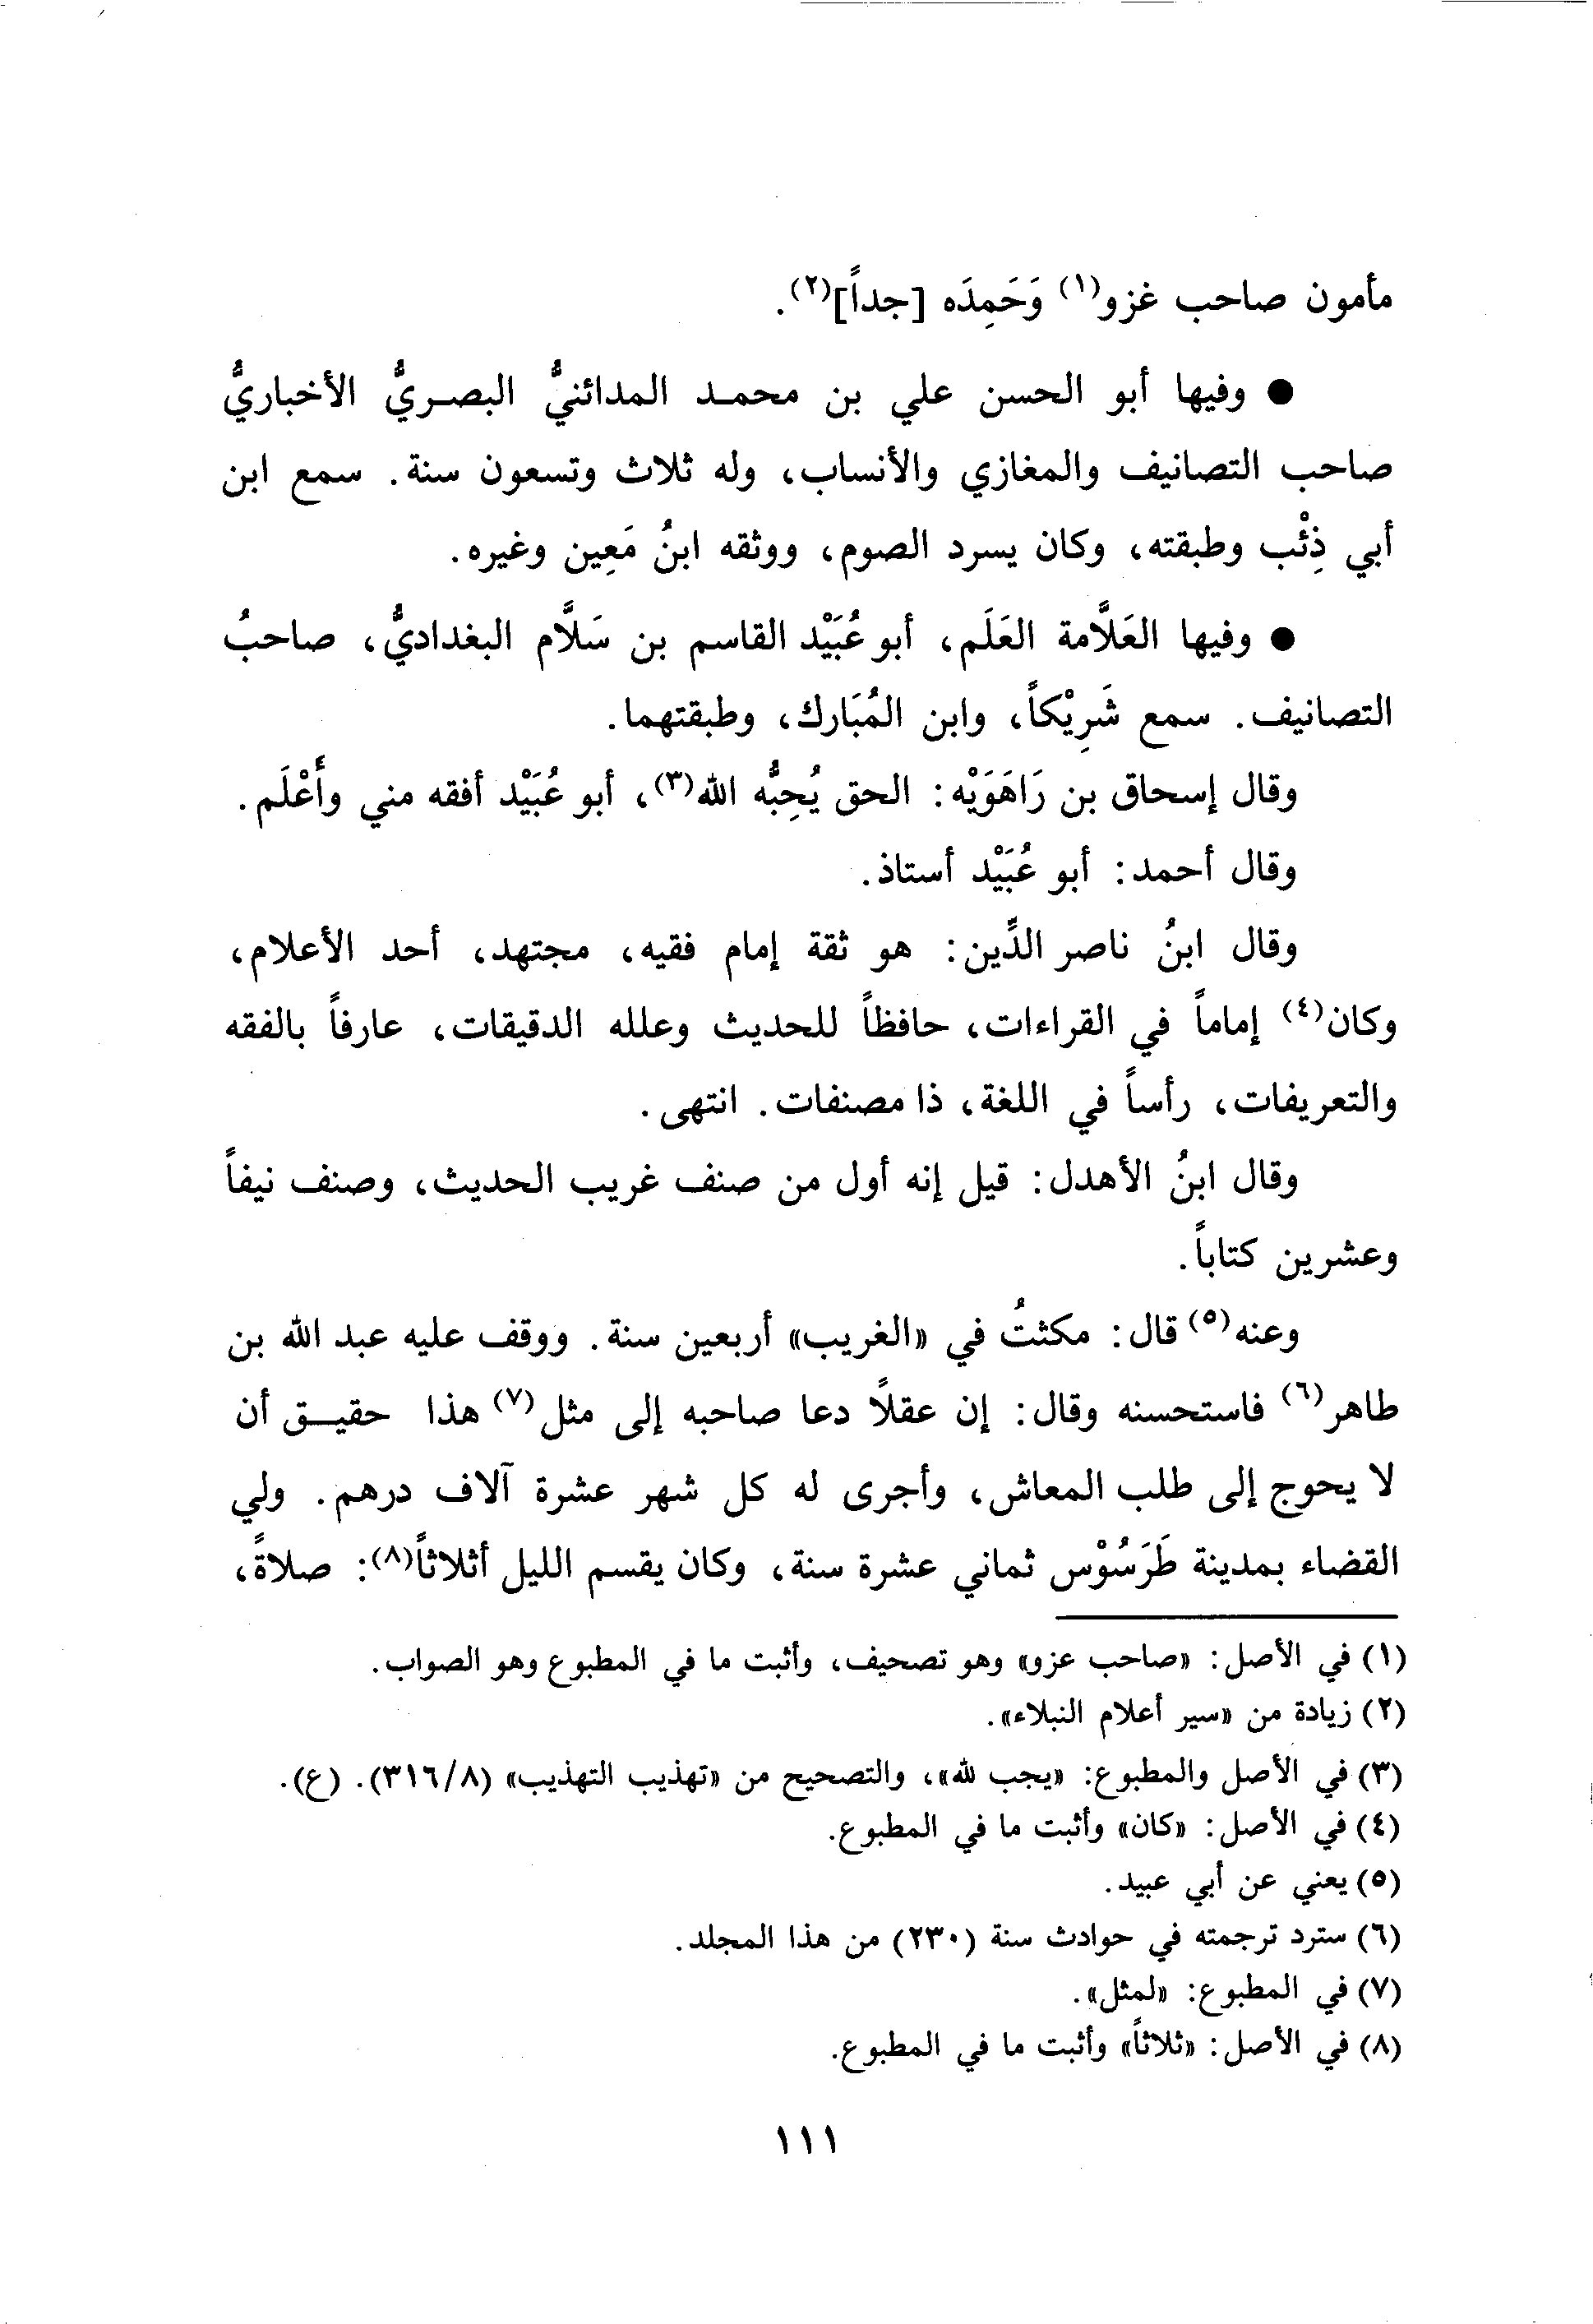 مأمون صاحب غزو(١) وَحَمِدَه [جداً](٢).
● وفيها أبو الحسن علي بن محمد المدائنيُّ البصريُّ الأخباريُّ
صاحب التصانيف والمغازي والأنساب، وله ثلاث وتسعون سنة. سمع ابن
أبي ذِئْب وطبقته، وكان يسرد الصوم، ووثقه ابنُ مَعِين وغيره.
● وفيها العَلَّامة العَلَم، أبو عُبَيْد القاسم بن سَلَّام البغداديُّ، صاحبُ
التصانيف. سمع شَرِيْكاً، وابن المُبَارك، وطبقتهما.
وقال إسحاق بن رَاهَوَيْه: الحق يُحِبُّه الله(٣)، أبو عُبَيْد أفقه مني وأَعْلَم.
وقال أحمد: أبو عُبَيْد أستاذ.
وقال ابنُ ناصر الدِّين: هو ثقة إمام فقيه، مجتهد، أحد الأعلام،
وكان(٤) إماماً في القراءات، حافظاً للحديث وعلله الدقيقات، عارفاً بالفقه
والتعريفات، رأساً في اللغة، ذا مصنفات. انتهى.
وقال ابنُ الأهدل: قيل إنه أول من صنف غريب الحديث، وصنف نيفاً
وعشرين كتاباً.
وعنه(٥) قال: مكثتُ في «الغريب» أربعين سنة. ووقف عليه عبد الله بن
طاهر(٦) فاستحسنه وقال: إن عقلاً دعا صاحبه إلى مثل(٧) هذا حقيق أن
لا يحوج إلى طلب المعاش، وأجرى له كل شهر عشرة آلاف درهم. ولي
القضاء بمدينة طَرَسُوْس ثماني عشرة سنة، وكان يقسم الليل أثلاثاً(٨): صلاةً،
(١) في الأصل: «صاحب عزو» وهو تصحيف، وأثبت ما في المطبوع وهو الصواب.
(٢) زيادة من «سير أعلام النبلاء».
(٣) في الأصل والمطبوع: «يجب لله»، والتصحيح من «تهذيب التهذيب» (٣١٦/٨). (ع).
(٤) في الأصل: «كان» وأثبت ما في المطبوع.
(٥) يعني عن أبي عبيد.
(٦) سترد ترجمته في حوادث سنة (٢٣٠) من هذا المجلد.
(٧) في المطبوع: «لمثل».
(٨) في الأصل: «ثلاثاً» وأثبت ما في المطبوع.
١١١